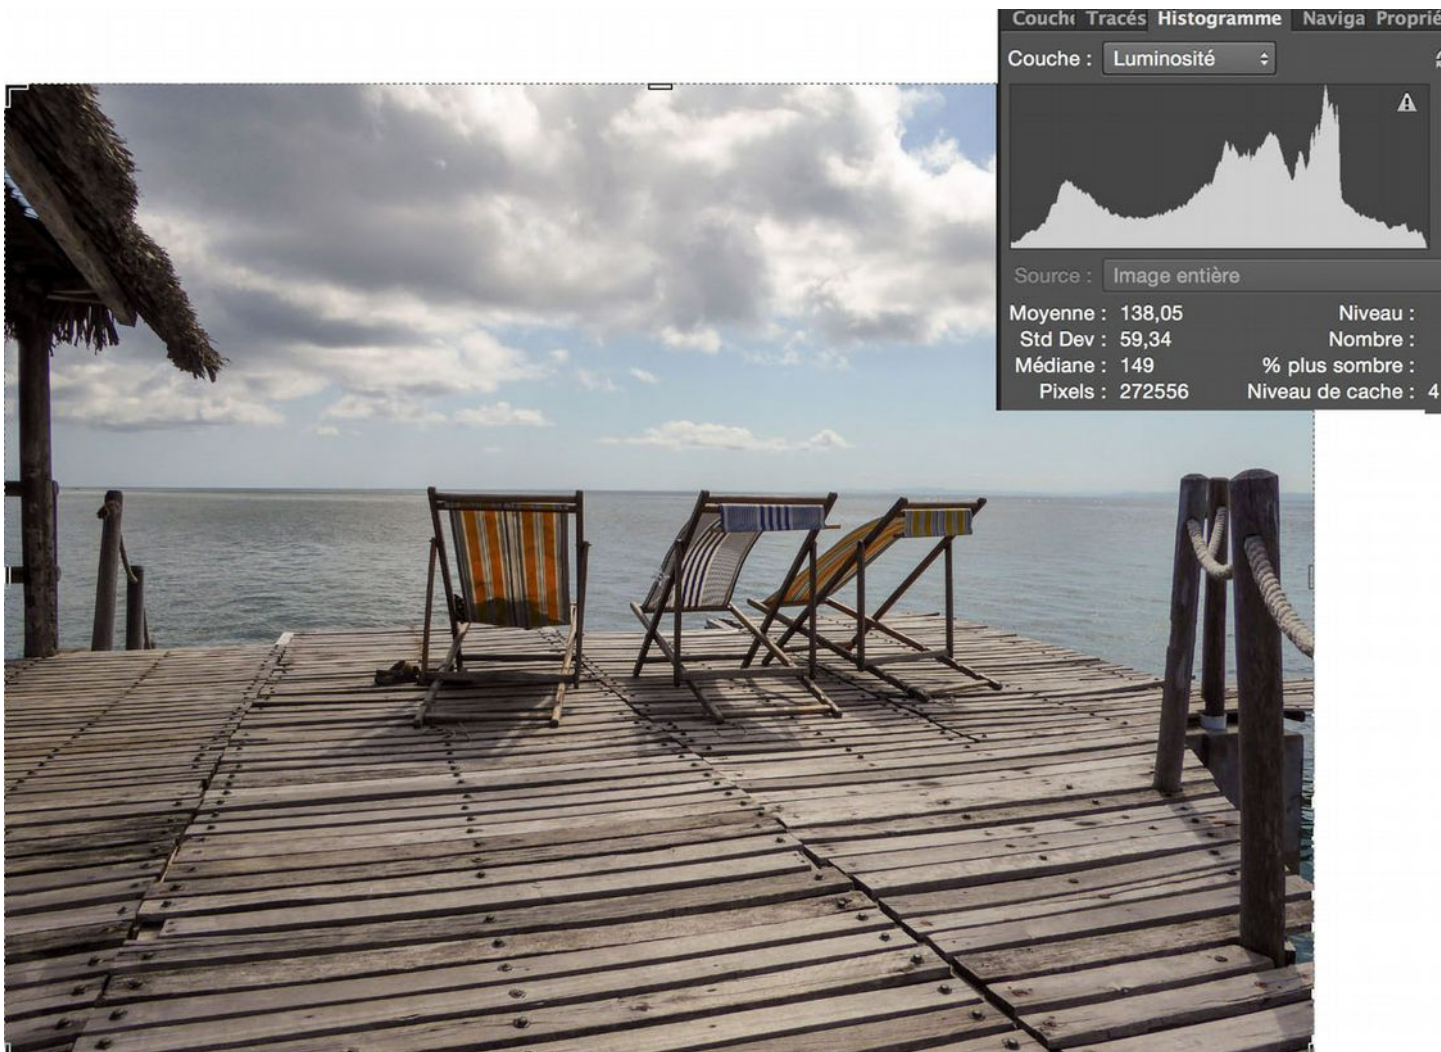 Couche Tracés Histogramme Naviga Proprié
Couche : Luminosité
Source : Image entière
Moyenne : 138,05 Niveau :
Std Dev : 59,34 Nombre :
Médiane : 149 % plus sombre :
Pixels : 272556 Niveau de cache : 4